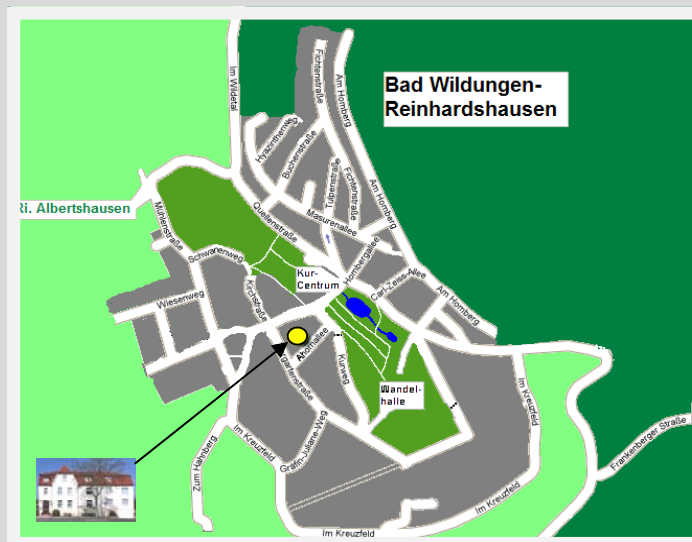 Bad Wildungen-
Reinhardshausen
Im Wildetal
Fichtenstraße
Am Homberg
Hyazinthenweg
Buchenstraße
Tulpenstraße
Fichtenstraße
Am Homberg
Ri. Albertshausen
Mühlenstraße
Quellenstraße
Masurenallee
Schwanenweg
Hombergallee
Kur-
Centrum
Carl-Zeiss-Allee
Am Homberg
Wiesenweg
Kirchstraße
Ahornallee
gartenstraße
Kurweg
Wandel-
halle
Im Kreuzfeld
Zum Hahnberg
Im Kreuzfeld
Gräfin-Juliane-Weg
Frankenberger Straße
Im Kreuzfeld
Im Kreuzfeld